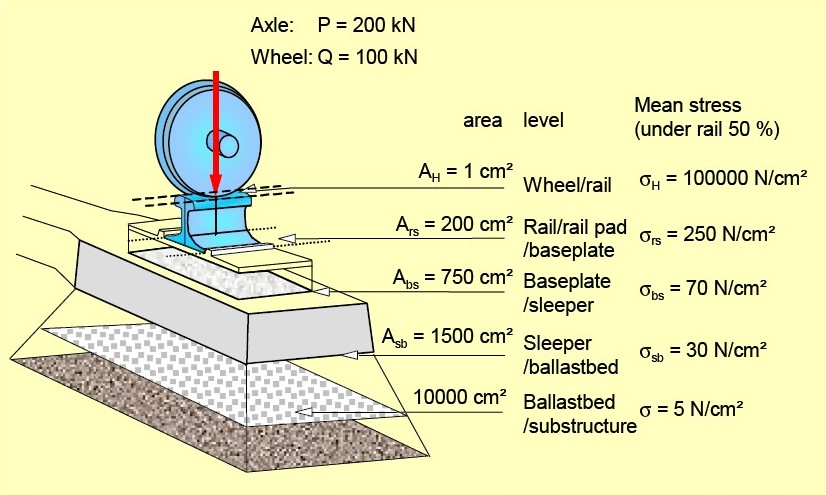 Axle: P = 200 kN
Wheel: Q = 100 kN
area level Mean stress
(under rail 50 %)
A_H = 1 cm² Wheel/rail σ_H = 100000 N/cm²
A_rs = 200 cm² Rail/rail pad
/baseplate σ_rs = 250 N/cm²
A_bs = 750 cm² Baseplate
/sleeper σ_bs = 70 N/cm²
A_sb = 1500 cm² Sleeper
/ballastbed σ_sb = 30 N/cm²
10000 cm² Ballastbed
/substructure σ = 5 N/cm²